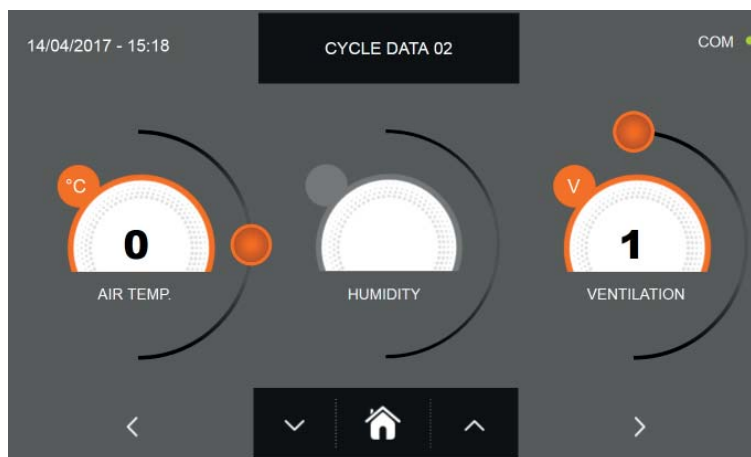 14/04/2017 - 15:18
CYCLE DATA 02
COM
°C
V
0
1
AIR TEMP.
HUMIDITY
VENTILATION